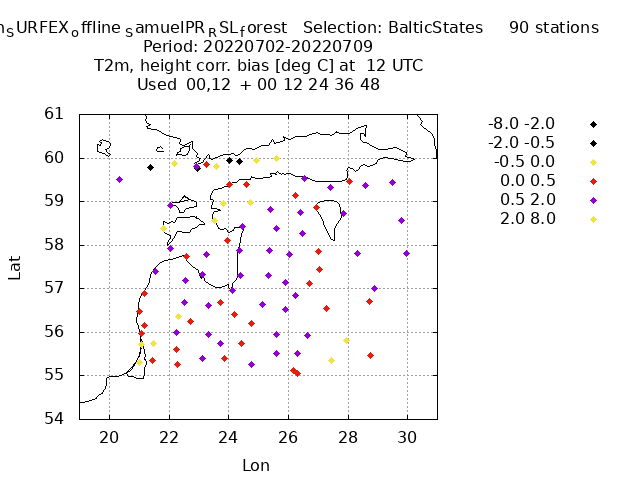 SURFEXoffline SamuelPRRSLforest Selection: BalticStates 90 stations
Period: 20220702-20220709
T2m, height corr. bias [deg C] at 12 UTC
Used 00,12 + 00 12 24 36 48
61
60
59
58
57
56
55
54
20 22 24 26 28 30
Lat
Lon
-8.0 -2.0
-2.0 -0.5
-0.5 0.0
0.0 0.5
0.5 2.0
2.0 8.0